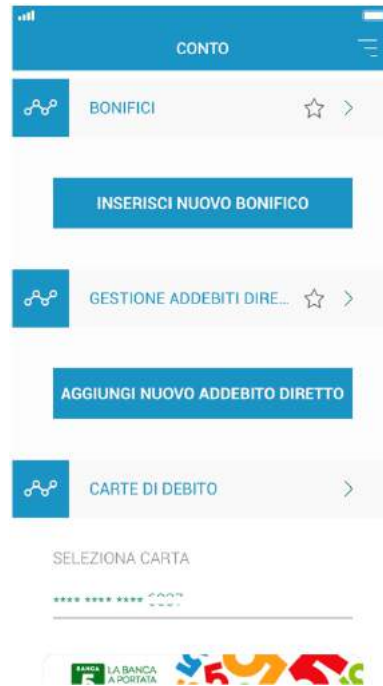 CONTO
BONIFICI
INSERISCI NUOVO BONIFICO
GESTIONE ADDEBITI DIRE...
AGGIUNGI NUOVO ADDEBITO DIRETTO
CARTE DI DEBITO
SELEZIONA CARTA
**** **** ****
BANCA 5 LA BANCA
A PORTATA